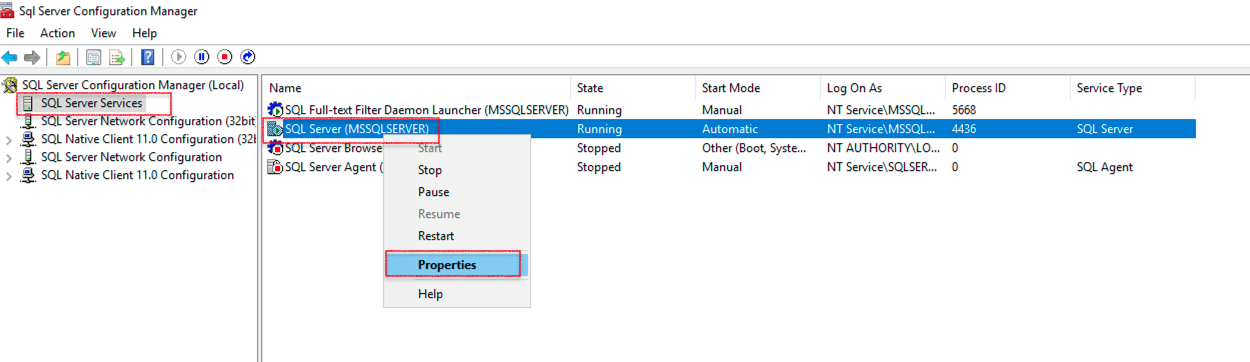 Sql Server Configuration Manager
File Action View Help
SQL Server Configuration Manager (Local)
SQL Server Services
SQL Server Network Configuration (32bit
SQL Native Client 11.0 Configuration (32
SQL Server Network Configuration
SQL Native Client 11.0 Configuration
Name State Start Mode Log On As Process ID Service Type
SQL Full-text Filter Daemon Launcher (MSSQLSERVER) Running Manual NT Service\MSSQL... 5668
SQL Server (MSSQLSERVER) Running Automatic NT Service\MSSQL... 4436 SQL Server
SQL Server Browse Stopped Other (Boot, Syste... NT AUTHORITY\LO... 0
SQL Server Agent ( Stopped Manual NT Service\SQLSER... 0 SQL Agent
Start
Stop
Pause
Resume
Restart
Properties
Help